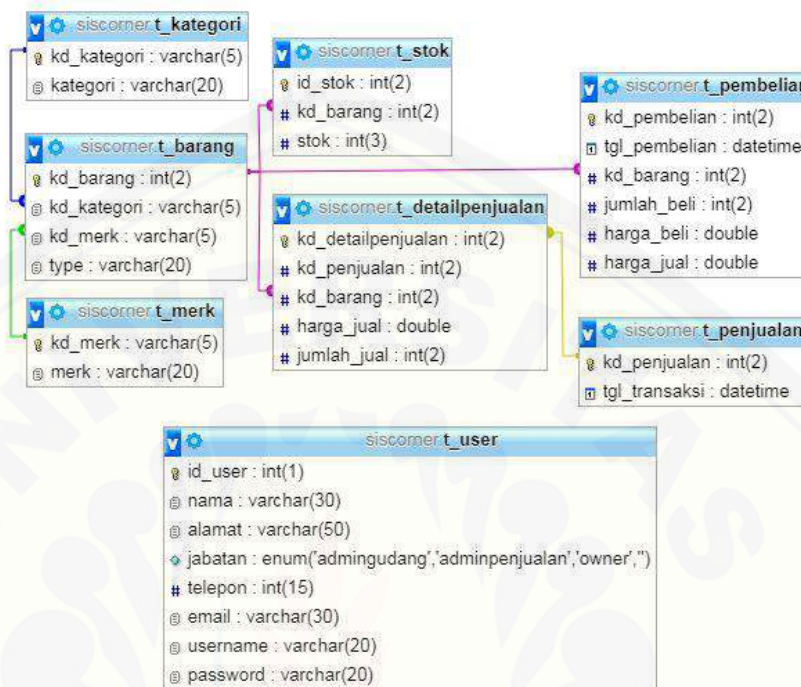 siscorner t_kategori
kd_kategori : varchar(5)
kategori : varchar(20)
siscorner t_stok
id_stok : int(2)
# kd_barang : int(2)
# stok : int(3)
siscorner t_pembelian
kd_pembelian : int(2)
tgl_pembelian : datetime
# kd_barang : int(2)
# jumlah_beli : int(2)
# harga_beli : double
# harga_jual : double
siscorner t_barang
kd_barang : int(2)
kd_kategori : varchar(5)
kd_merk : varchar(5)
type : varchar(20)
siscorner t_detailpenjualan
kd_detailpenjualan : int(2)
# kd_penjualan : int(2)
# kd_barang : int(2)
# harga_jual : double
# jumlah_jual : int(2)
siscorner t_merk
kd_merk : varchar(5)
merk : varchar(20)
siscorner t_penjualan
kd_penjualan : int(2)
tgl_transaksi : datetime
siscorner t_user
id_user : int(1)
nama : varchar(30)
alamat : varchar(50)
jabatan : enum('admingudang','adminpenjualan','owner','')
# telepon : int(15)
email : varchar(30)
username : varchar(20)
password : varchar(20)